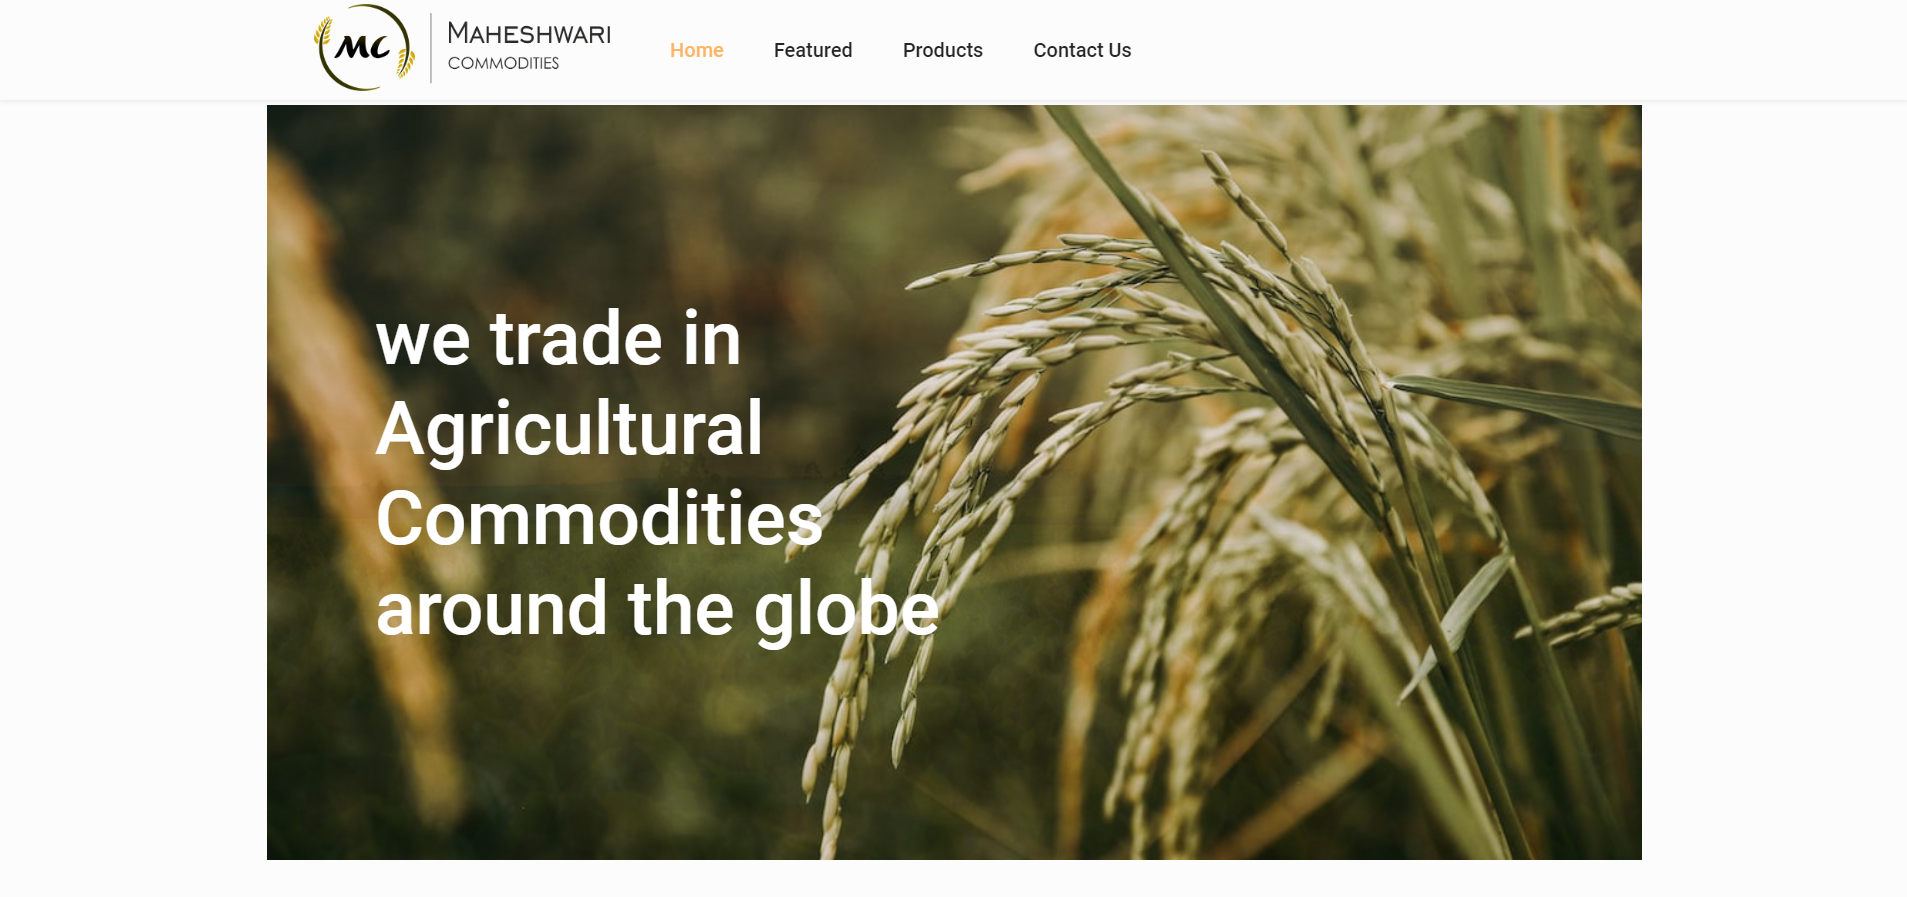 MC
MAHESHWARI
COMMODITIES
Home Featured Products Contact Us
we trade in
Agricultural
Commodities
around the globe